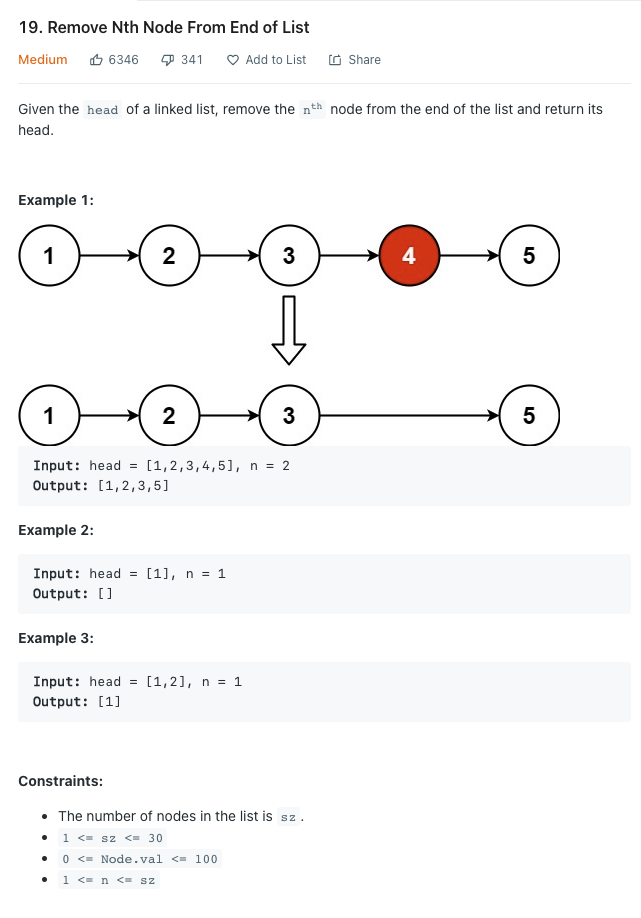 19. Remove Nth Node From End of List
Medium 6346 341 Add to List Share
Given the head of a linked list, remove the nth node from the end of the list and return its
head.
Example 1:
1 2 3 4 5
1 2 3 5
Input: head = [1,2,3,4,5], n = 2
Output: [1,2,3,5]
Example 2:
Input: head = [1], n = 1
Output: []
Example 3:
Input: head = [1,2], n = 1
Output: [1]
Constraints:
• The number of nodes in the list is sz.
• 1 <= sz <= 30
• 0 <= Node.val <= 100
• 1 <= n <= sz